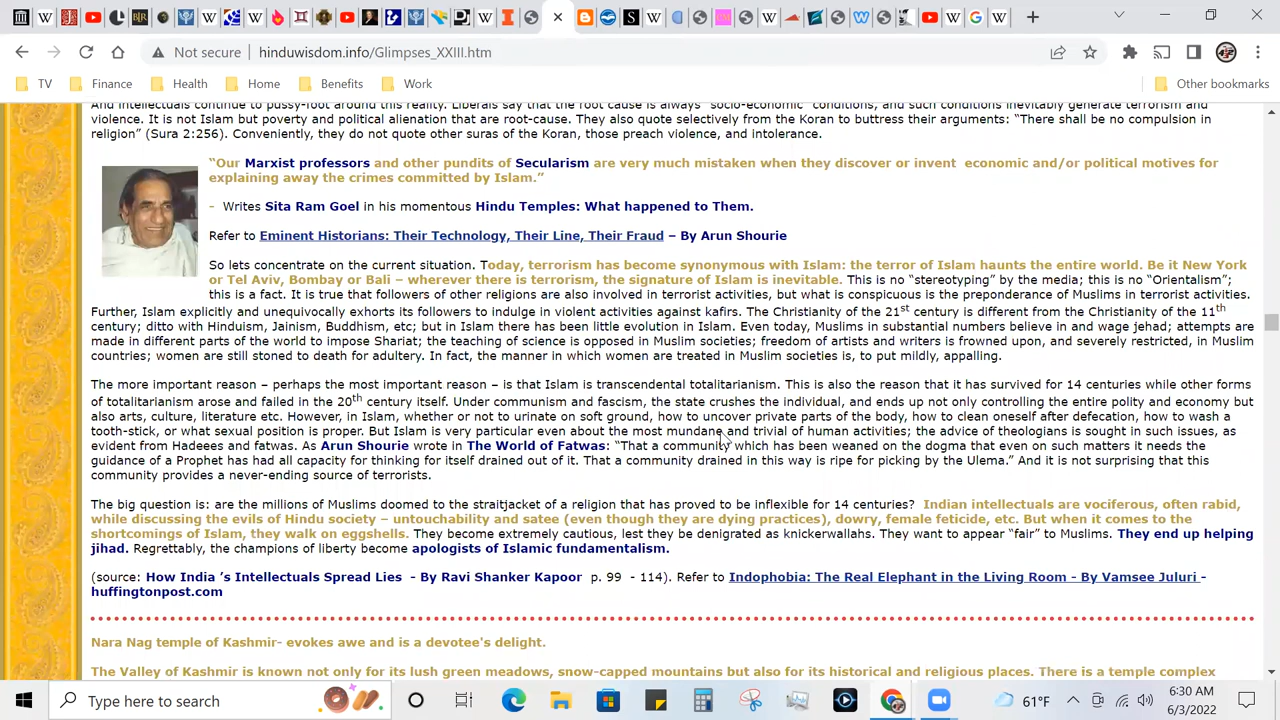 Not secure
hinduwisdom.info/Glimpses_XXIII.htm
TV
Finance
Health
Home
Benefits
Work
Other bookmarks
And intellectuals continue to pussy-foot around this reality. Liberals say that the root cause is always "socio-economic" conditions, and such conditions inevitably generate terrorism and
violence. It is not Islam but poverty and political alienation that are root-cause. They also quote selectively from the Koran to buttress their arguments: "There shall be no compulsion in
religion" (Sura 2:256). Conveniently, they do not quote other suras of the Koran, those preach violence, and intolerance.
"Our Marxist professors and other pundits of Secularism are very much mistaken when they discover or invent economic and/or political motives for
explaining away the crimes committed by Islam."
- Writes Sita Ram Goel in his momentous Hindu Temples: What happened to Them.
Refer to Eminent Historians: Their Technology, Their Line, Their Fraud – By Arun Shourie
So lets concentrate on the current situation. Today, terrorism has become synonymous with Islam: the terror of Islam haunts the entire world. Be it New York
or Tel Aviv, Bombay or Bali – wherever there is terrorism, the signature of Islam is inevitable. This is no "stereotyping" by the media; this is no "Orientalism";
this is a fact. It is true that followers of other religions are also involved in terrorist activities, but what is conspicuous is the preponderance of Muslims in terrorist activities.
Further, Islam explicitly and unequivocally exhorts its followers to indulge in violent activities against kafirs. The Christianity of the 21st century is different from the Christianity of the 11th
century; ditto with Hinduism, Jainism, Buddhism, etc; but in Islam there has been little evolution in Islam. Even today, Muslims in substantial numbers believe in and wage jehad; attempts are
made in different parts of the world to impose Shariat; the teaching of science is opposed in Muslim societies; freedom of artists and writers is frowned upon, and severely restricted, in Muslim
countries; women are still stoned to death for adultery. In fact, the manner in which women are treated in Muslim societies is, to put mildly, appalling.
The more important reason – perhaps the most important reason – is that Islam is transcendental totalitarianism. This is also the reason that it has survived for 14 centuries while other forms
of totalitarianism arose and failed in the 20th century itself. Under communism and fascism, the state crushes the individual, and ends up not only controlling the entire polity and economy but
also arts, culture, literature etc. However, in Islam, whether or not to urinate on soft ground, how to uncover private parts of the body, how to clean oneself after defecation, how to wash a
tooth-stick, or what sexual position is proper. But Islam is very particular even about the most mundane and trivial of human activities; the advice of theologians is sought in such issues, as
evident from Hadeees and fatwas. As Arun Shourie wrote in The World of Fatwas: "That a community which has been weaned on the dogma that even on such matters it needs the
guidance of a Prophet has had all capacity for thinking for itself drained out of it. That a community drained in this way is ripe for picking by the Ulema." And it is not surprising that this
community provides a never-ending source of terrorists.
The big question is: are the millions of Muslims doomed to the straitjacket of a religion that has proved to be inflexible for 14 centuries? Indian intellectuals are vociferous, often rabid,
while discussing the evils of Hindu society – untouchability and satee (even though they are dying practices), dowry, female feticide, etc. But when it comes to the
shortcomings of Islam, they walk on eggshells. They become extremely cautious, lest they be denigrated as knickerwallahs. They want to appear "fair" to Muslims. They end up helping
jihad. Regrettably, the champions of liberty become apologists of Islamic fundamentalism.
(source: How India 's Intellectuals Spread Lies - By Ravi Shanker Kapoor p. 99 - 114). Refer to Indophobia: The Real Elephant in the Living Room - By Vamsee Juluri -
huffingtonpost.com
Nara Nag temple of Kashmir- evokes awe and is a devotee's delight.
The Valley of Kashmir is known not only for its lush green meadows, snow-capped mountains but also for its historical and religious places. There is a temple complex
Type here to search
61°F
6:30 AM
6/3/2022